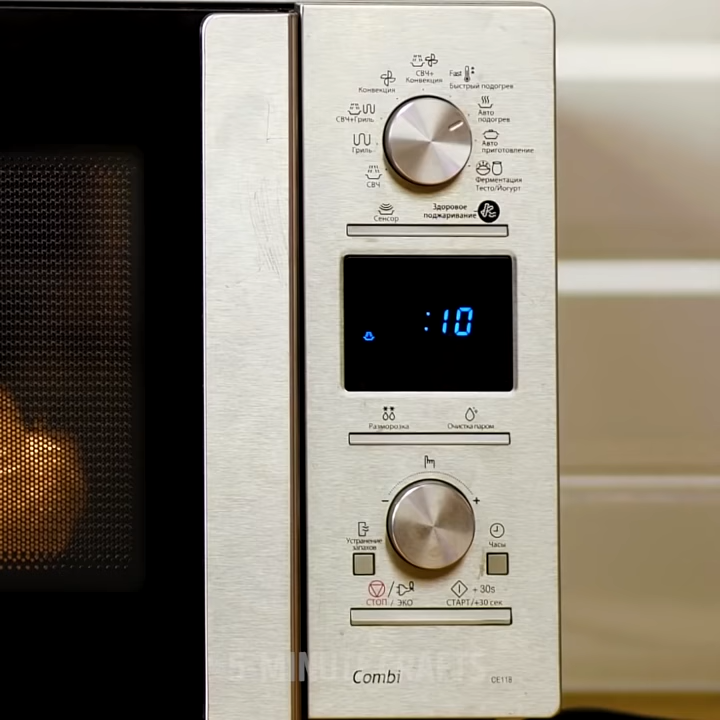 СВЧ+
Конвекция
Fast
Быстрый подогрев
Конвекция
Авто
подогрев
СВЧ+Гриль
Авто
приготовление
Гриль
Ферментация
Тесто/Йогурт
СВЧ
Здоровое
поджаривание
Сенсор
:10
Разморозка
Очистка паром
- +
Устранение
запахов
Часы
+30s
СТОП / ЭКО
СТАРТ/+30 сек
5-MINUTE CRAFTS
Combi
CE118